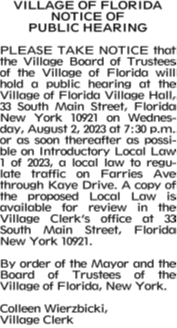 VILLAGE OF FLORIDA
NOTICE OF
PUBLIC HEARING
PLEASE TAKE NOTICE that
the Village Board of Trustees
of the Village of Florida will
hold a public hearing at the
Village of Florida Village Hall,
33 South Main Street, Florida
New York 10921 on Wednes-
day, August 2, 2023 at 7:30 p.m.
or as soon thereafter as possi-
ble on Introductory Local Law
1 of 2023, a local law to regu-
late traffic on Farries Ave
through Kaye Drive. A copy of
the proposed Local Law is
available for review in the
Village Clerk's office at 33
South Main Street, Florida
New York 10921.
By order of the Mayor and the
Board of Trustees of the
Village of Florida, New York.
Colleen Wierzbicki,
Village Clerk